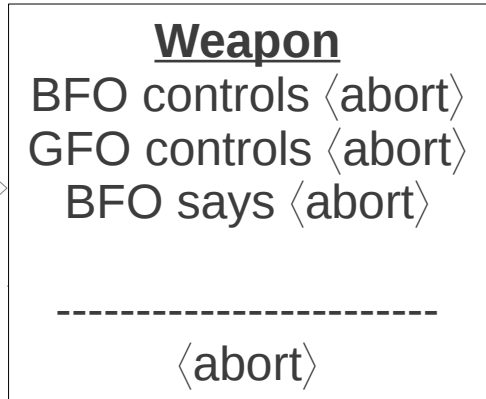 Weapon
BFO controls ⟨abort⟩
GFO controls ⟨abort⟩
BFO says ⟨abort⟩
------------------------
⟨abort⟩